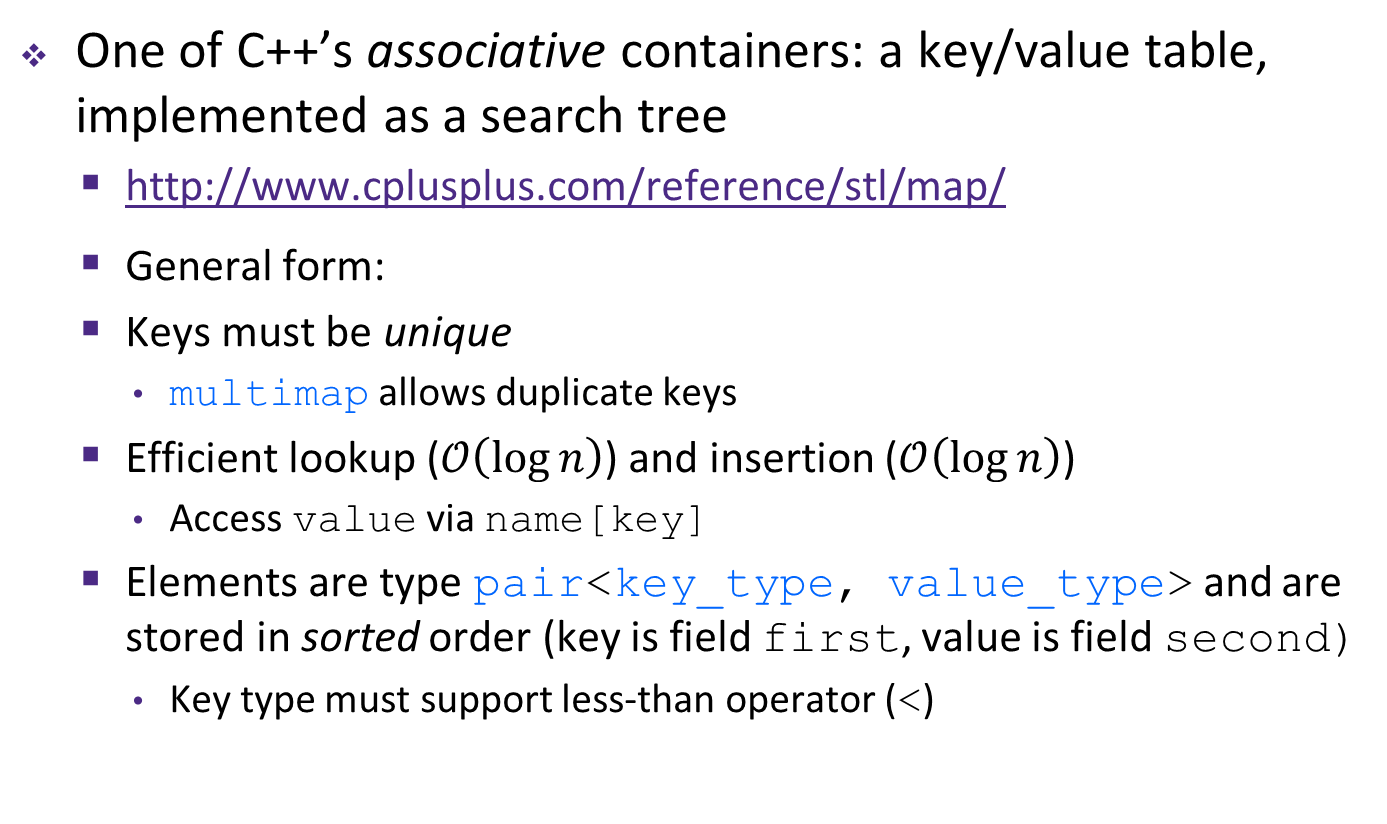 ❖ One of C++’s associative containers: a key/value table,
implemented as a search tree
▪ http://www.cplusplus.com/reference/stl/map/
▪ General form:
▪ Keys must be unique
• multimap allows duplicate keys
▪ Efficient lookup (𝒪(log n)) and insertion (𝒪(log n))
• Access value via name[key]
▪ Elements are type pair<key_type, value_type> and are
stored in sorted order (key is field first, value is field second)
• Key type must support less-than operator (<)